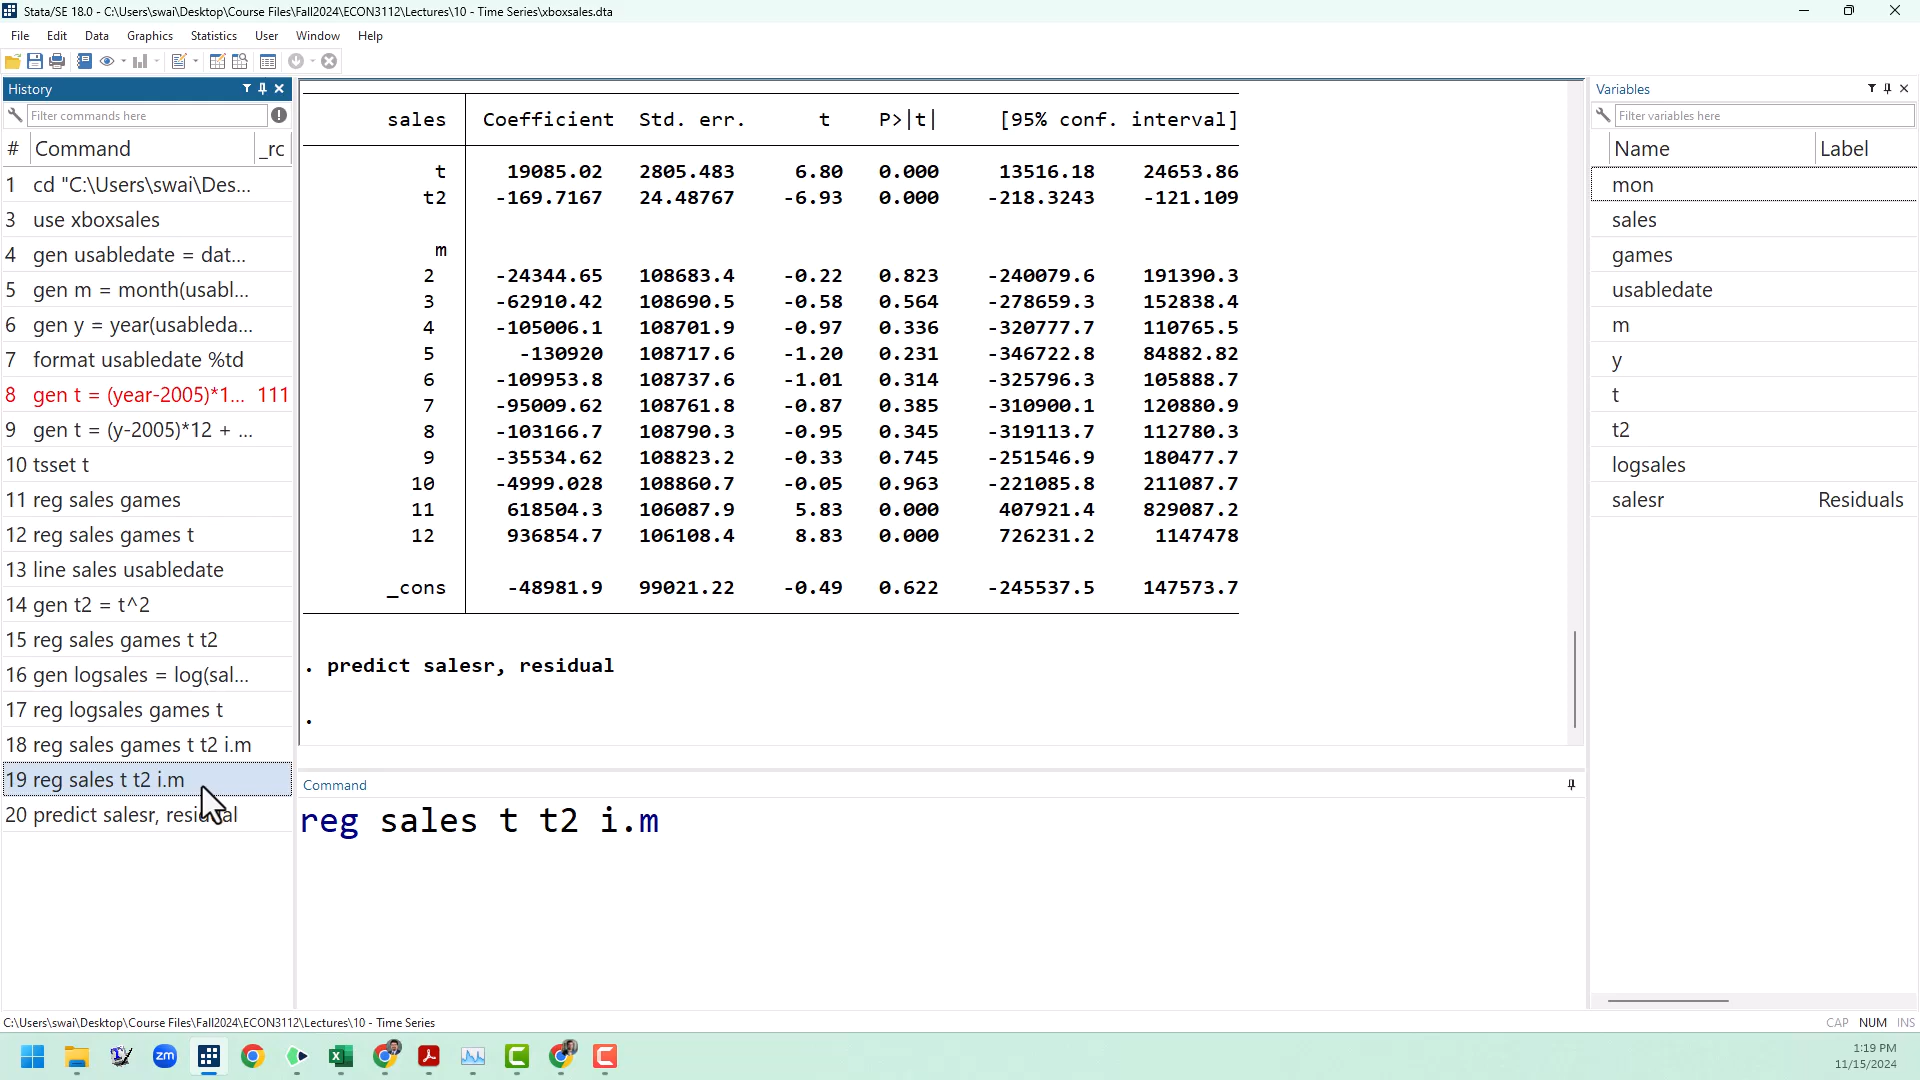 Stata/SE 18.0 - C:\Users\swai\Desktop\Course Files\Fall2024\ECON3112\Lectures\10 - Time Series\xboxsales.dta
File Edit Data Graphics Statistics User Window Help
History
Filter commands here
# Command _rc
1 cd "C:\Users\swai\Des...
3 use xboxsales
4 gen usabledate = dat...
5 gen m = month(usabl...
6 gen y = year(usableda...
7 format usabledate %td
8 gen t = (year-2005)*1... 111
9 gen t = (y-2005)*12 + ...
10 tsset t
11 reg sales games
12 reg sales games t
13 line sales usabledate
14 gen t2 = t^2
15 reg sales games t t2
16 gen logsales = log(sal...
17 reg logsales games t
18 reg sales games t t2 i.m
19 reg sales t t2 i.m
20 predict salesr, residual
sales Coefficient Std. err. t P>|t| [95% conf. interval]
t 19085.02 2805.483 6.80 0.000 13516.18 24653.86
t2 -169.7167 24.48767 -6.93 0.000 -218.3243 -121.109
m
2 -24344.65 108683.4 -0.22 0.823 -240079.6 191390.3
3 -62910.42 108690.5 -0.58 0.564 -278659.3 152838.4
4 -105006.1 108701.9 -0.97 0.336 -320777.7 110765.5
5 -130920 108717.6 -1.20 0.231 -346722.8 84882.82
6 -109953.8 108737.6 -1.01 0.314 -325796.3 105888.7
7 -95009.62 108761.8 -0.87 0.385 -310900.1 120880.9
8 -103166.7 108790.3 -0.95 0.345 -319113.7 112780.3
9 -35534.62 108823.2 -0.33 0.745 -251546.9 180477.7
10 -4999.028 108860.7 -0.05 0.963 -221085.8 211087.7
11 618504.3 106087.9 5.83 0.000 407921.4 829087.2
12 936854.7 106108.4 8.83 0.000 726231.2 1147478
_cons -48981.9 99021.22 -0.49 0.622 -245537.5 147573.7
. predict salesr, residual
.
Command
reg sales t t2 i.m
Variables
Filter variables here
Name Label
mon
sales
games
usabledate
m
y
t
t2
logsales
salesr Residuals
C:\Users\swai\Desktop\Course Files\Fall2024\ECON3112\Lectures\10 - Time Series
CAP NUM INS
zm
1:19 PM
11/15/2024